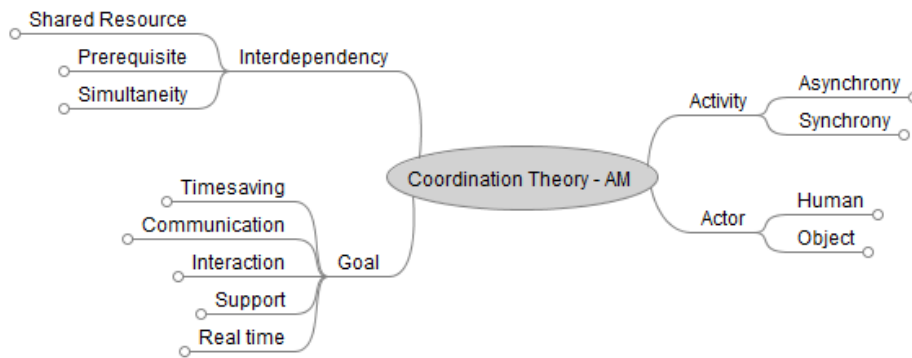 Shared Resource
Prerequisite
Simultaneity
Interdependency
Timesaving
Communication
Interaction
Support
Real time
Goal
Coordination Theory - AM
Activity
Asynchrony
Synchrony
Actor
Human
Object